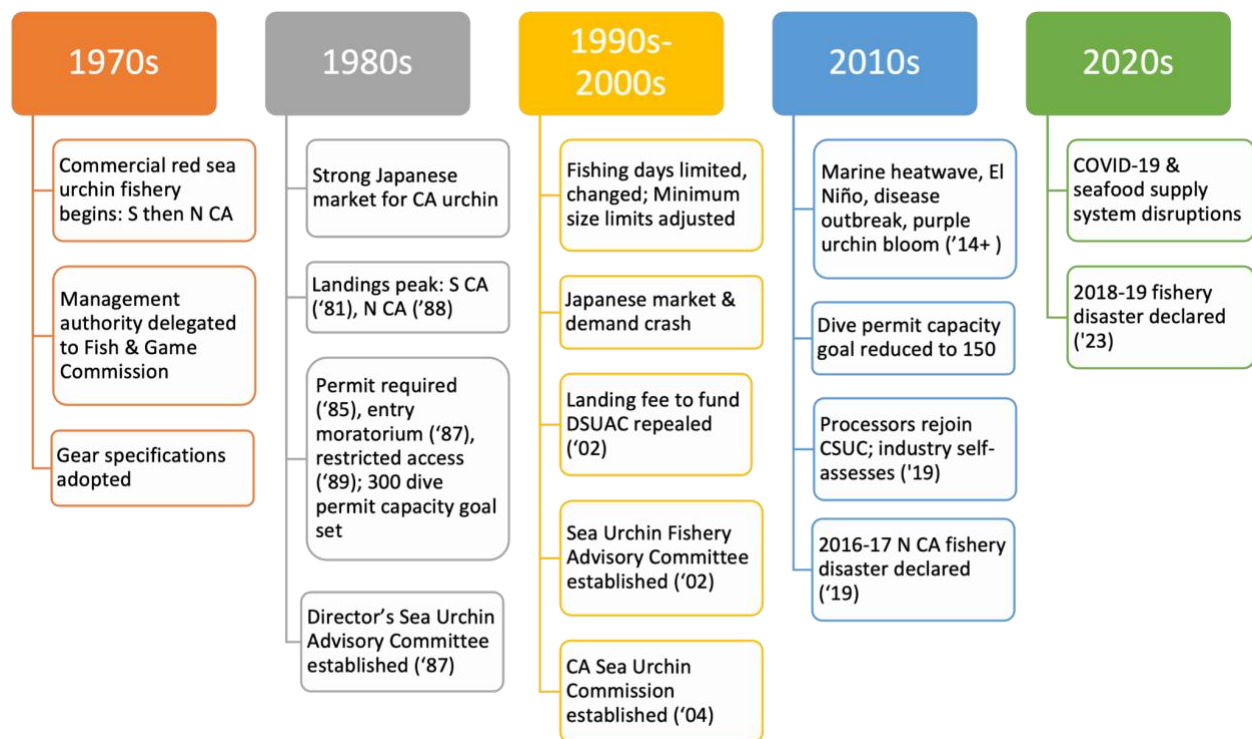 1970s
Commercial red sea
urchin fishery
begins: S then N CA
Management
authority delegated
to Fish & Game
Commission
Gear specifications
adopted
1980s
Strong Japanese
market for CA urchin
Landings peak: S CA
(‘81), N CA (’88)
Permit required
(‘85), entry
moratorium (‘87),
restricted access
(‘89); 300 dive
permit capacity goal
set
Director’s Sea Urchin
Advisory Committee
established (‘87)
1990s-
2000s
Fishing days limited,
changed; Minimum
size limits adjusted
Japanese market &
demand crash
Landing fee to fund
DSUAC repealed
(‘02)
Sea Urchin Fishery
Advisory Committee
established (‘02)
CA Sea Urchin
Commission
established (‘04)
2010s
Marine heatwave, El
Niño, disease
outbreak, purple
urchin bloom (’14+ )
Dive permit capacity
goal reduced to 150
Processors rejoin
CSUC; industry self-
assesses ('19)
2016-17 N CA fishery
disaster declared
(‘19)
2020s
COVID-19 &
seafood supply
system disruptions
2018-19 fishery
disaster declared
('23)